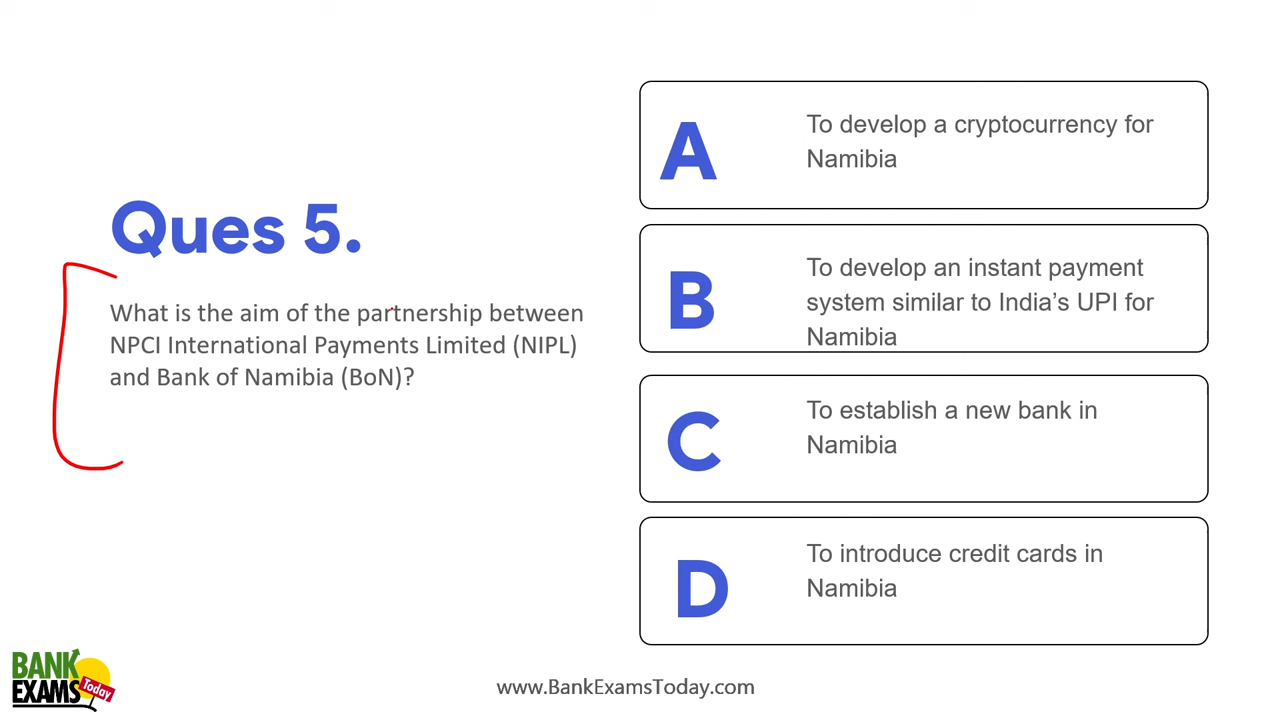 Ques 5.
What is the aim of the partnership between
NPCI International Payments Limited (NIPL)
and Bank of Namibia (BoN)?
A
To develop a cryptocurrency for
Namibia
B
To develop an instant payment
system similar to India’s UPI for
Namibia
C
To establish a new bank in
Namibia
D
To introduce credit cards in
Namibia
BANK
EXAMS
Today
www.BankExamsToday.com